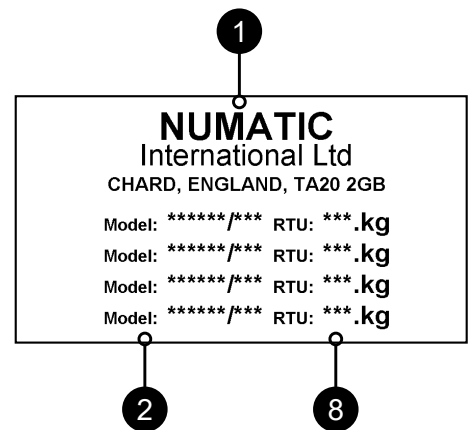 1
NUMATIC
International Ltd
CHARD, ENGLAND, TA20 2GB
Model: ******/*** RTU: ***.kg
Model: ******/*** RTU: ***.kg
Model: ******/*** RTU: ***.kg
Model: ******/*** RTU: ***.kg
2 8